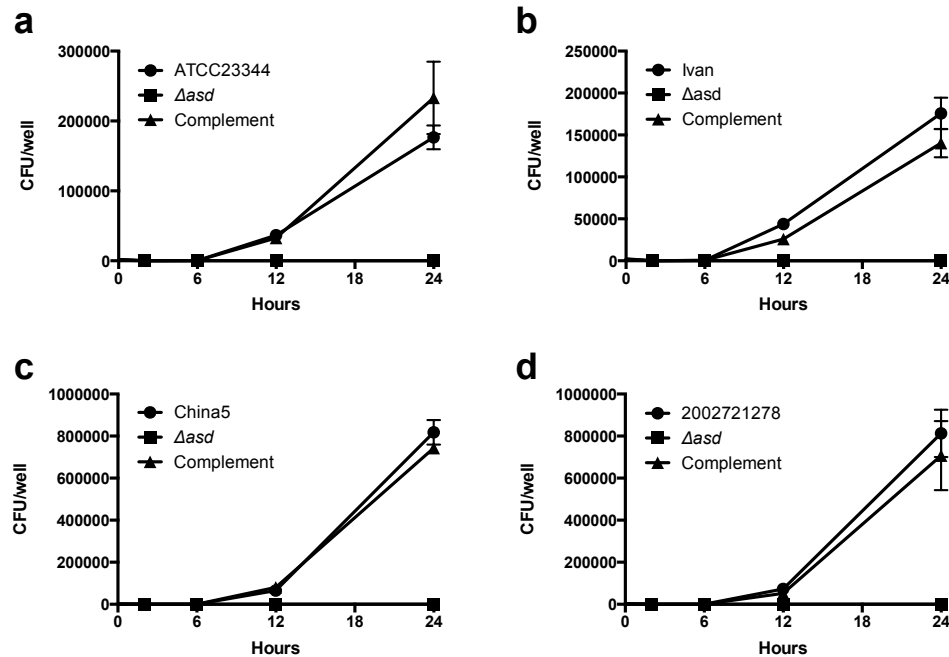 a
300000
200000
100000
0
CFU/well
ATCC23344
Δasd
Complement
0 6 12 18 24
Hours
b
250000
200000
150000
100000
50000
0
CFU/well
Ivan
Δasd
Complement
0 6 12 18 24
Hours
c
1000000
800000
600000
400000
200000
0
CFU/well
China5
Δasd
Complement
0 6 12 18 24
Hours
d
1000000
800000
600000
400000
200000
0
CFU/well
2002721278
Δasd
Complement
0 6 12 18 24
Hours